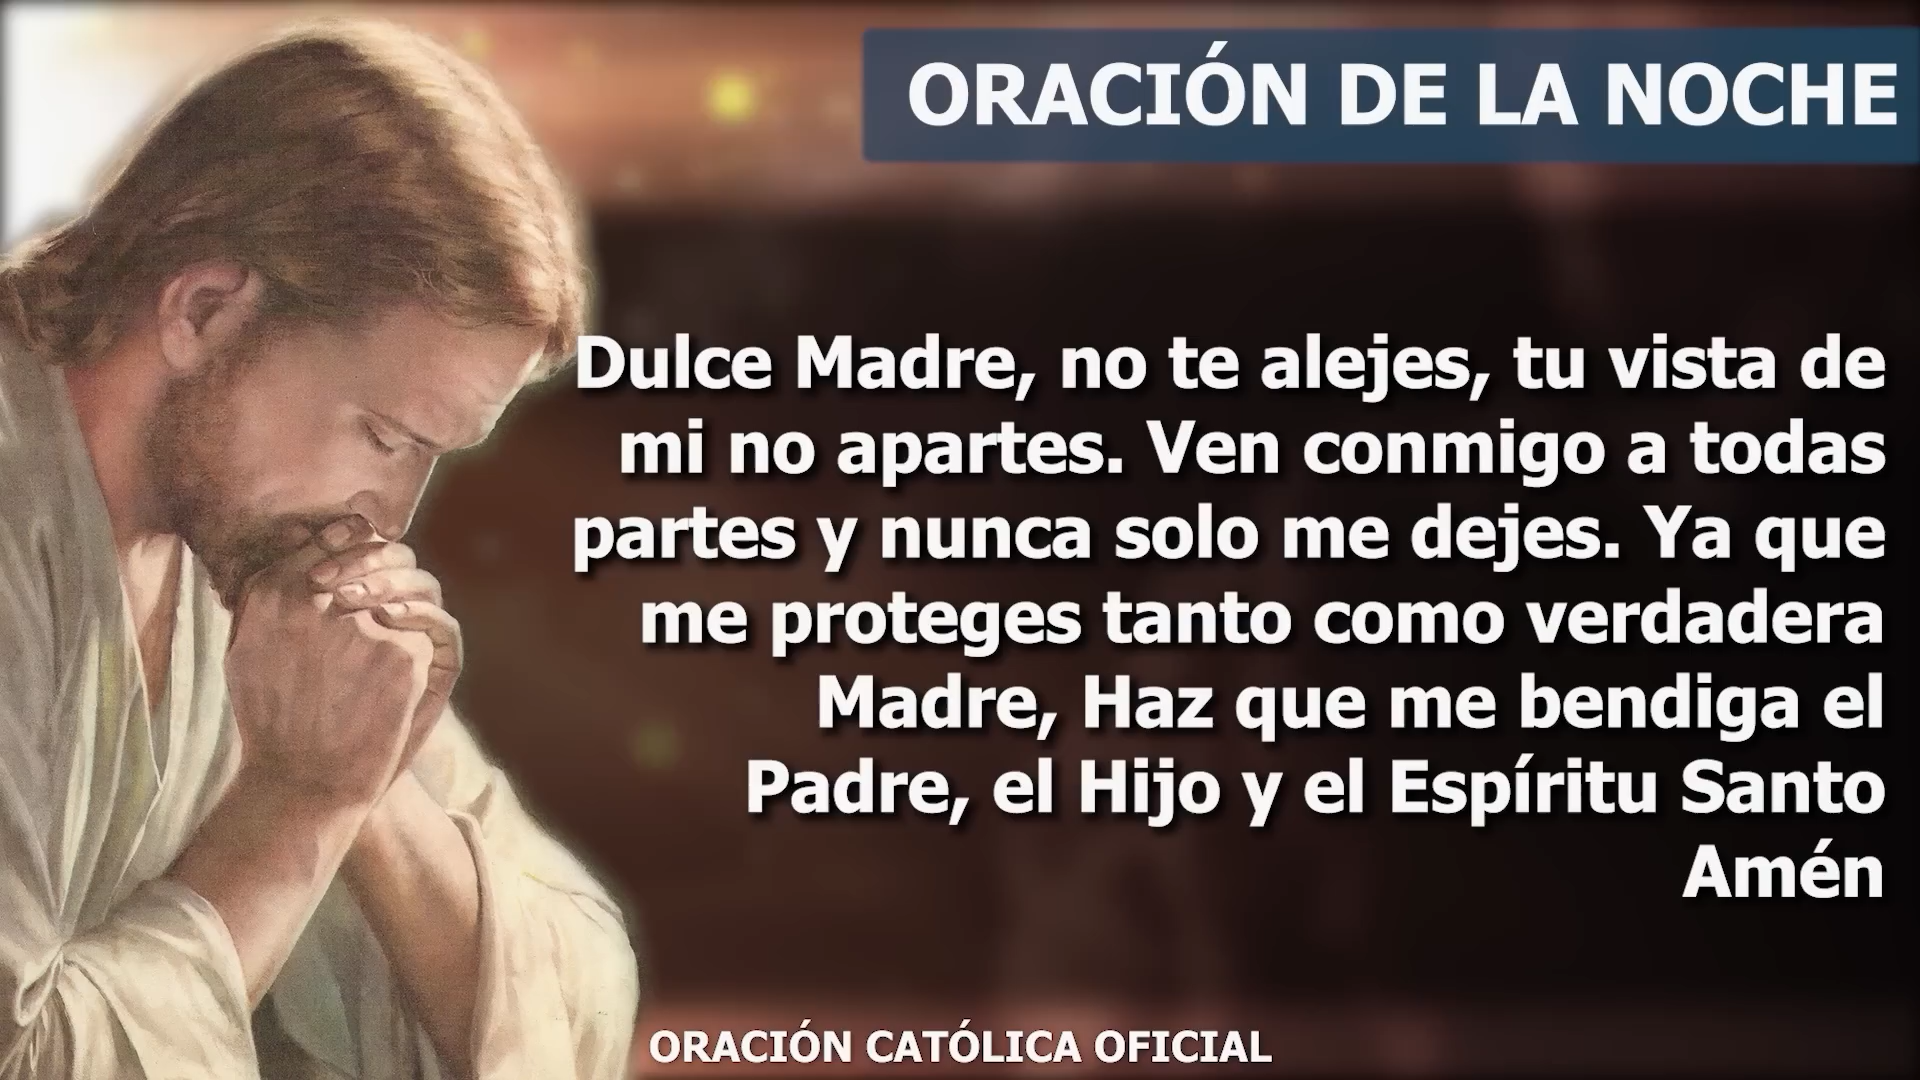 ORACIÓN DE LA NOCHE
Dulce Madre, no te alejes, tu vista de
mi no apartes. Ven conmigo a todas
partes y nunca solo me dejes. Ya que
me proteges tanto como verdadera
Madre, Haz que me bendiga el
Padre, el Hijo y el Espíritu Santo
Amén
ORACIÓN CATÓLICA OFICIAL